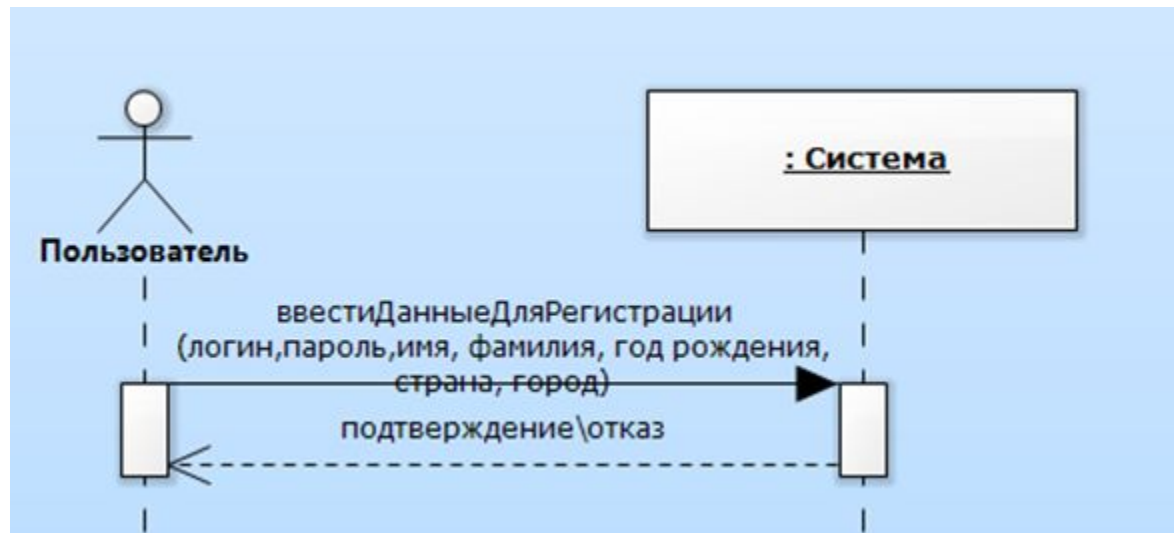 : Система
Пользователь
ввестиДанныеДляРегистрации
(логин,пароль,имя, фамилия, год рождения,
страна, город)
подтверждение\отказ